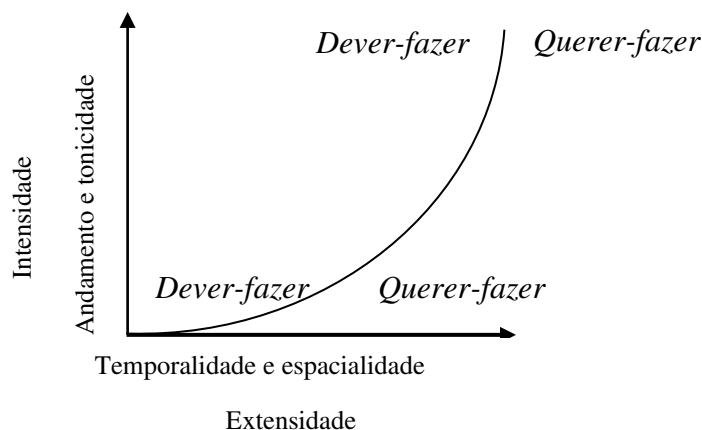 Dever-fazer Querer-fazer
Intensidade
Andamento e tonicidade
Dever-fazer Querer-fazer
Temporalidade e espacialidade
Extensidade